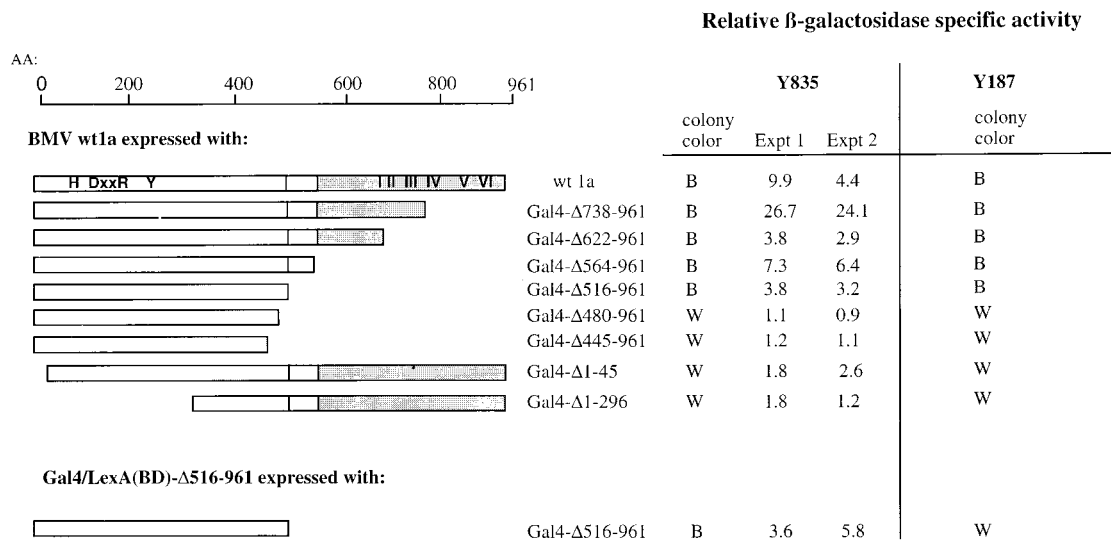 Relative ß-galactosidase specific activity
AA:
0 200 400 600 800 961
Y835 Y187
colony color Expt 1 Expt 2 colony color
BMV wt1a expressed with:
H DxxR Y I II III IV V VI wt 1a B 9.9 4.4 B
Gal4-Δ738-961 B 26.7 24.1 B
Gal4-Δ622-961 B 3.8 2.9 B
Gal4-Δ564-961 B 7.3 6.4 B
Gal4-Δ516-961 B 3.8 3.2 B
Gal4-Δ480-961 W 1.1 0.9 W
Gal4-Δ445-961 W 1.2 1.1 W
Gal4-Δ1-45 W 1.8 2.6 W
Gal4-Δ1-296 W 1.8 1.2 W
Gal4/LexA(BD)-Δ516-961 expressed with:
Gal4-Δ516-961 B 3.6 5.8 W